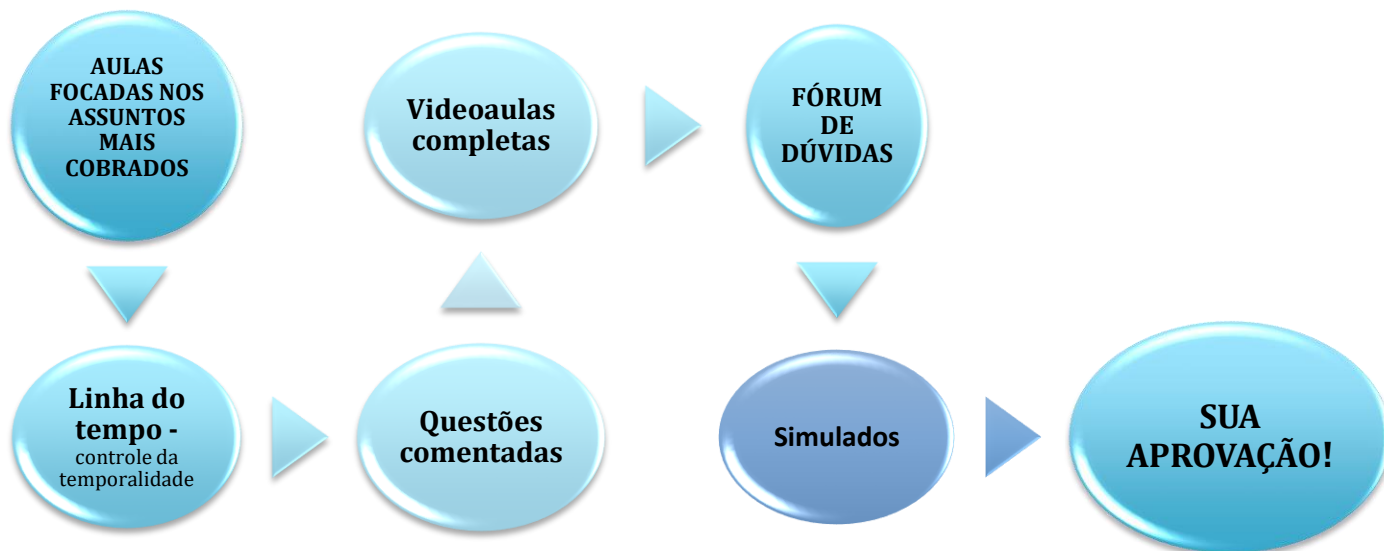 AULAS
FOCADAS NOS
ASSUNTOS
MAIS
COBRADOS
Linha do
tempo -
controle da
temporalidade
Questões
comentadas
Videoaulas
completas
FÓRUM
DE
DÚVIDAS
Simulados
SUA
APROVAÇÃO!